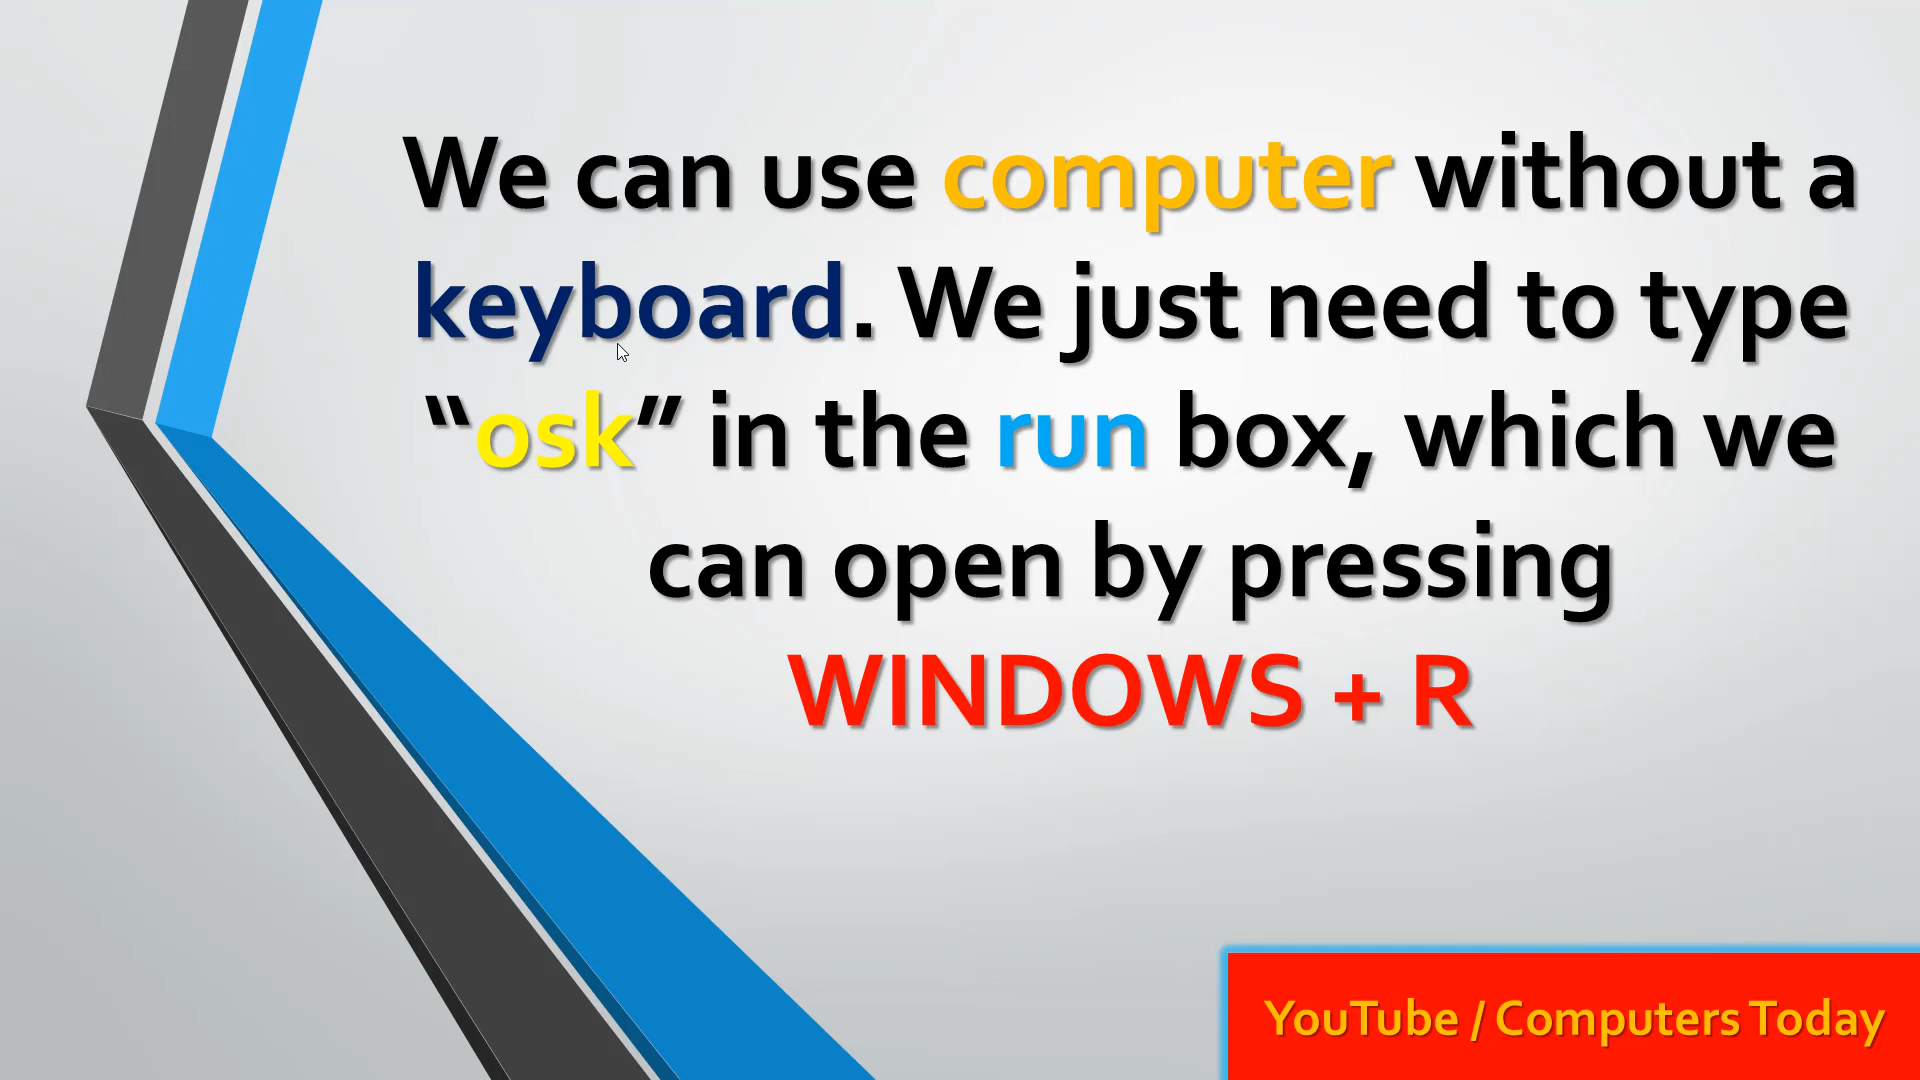 We can use computer without a
keyboard. We just need to type
“osk” in the run box, which we
can open by pressing
WINDOWS + R
YouTube / Computers Today